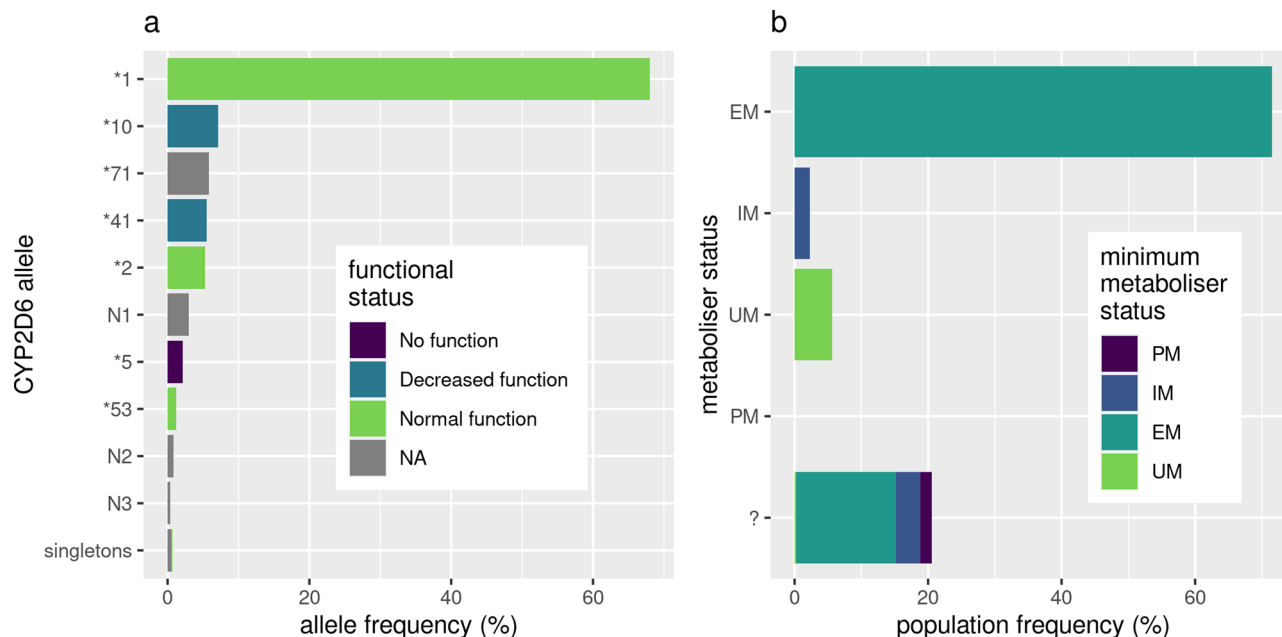 a
CYP2D6 allele
*1
*10
*71
*41
*2
N1
*5
*53
N2
N3
singletons
0
20
40
60
allele frequency (%)
functional
status
No function
Decreased function
Normal function
NA
b
metaboliser status
EM
IM
UM
PM
?
0
20
40
60
population frequency (%)
minimum
metaboliser
status
PM
IM
EM
UM